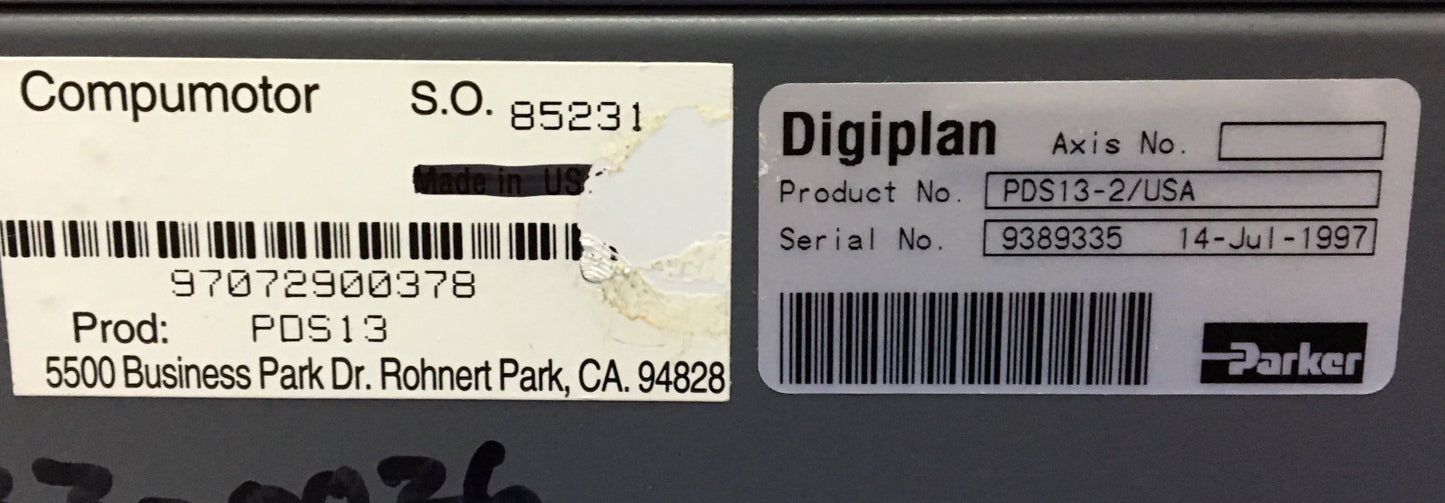 Compumotor S.O. 85231
Made in US
97072900378
Prod: PDS13
5500 Business Park Dr. Rohnert Park, CA. 94828
Digiplan Axis No.
Product No. PDS13-2/USA
Serial No. 9389335 14-Jul-1997
Parker